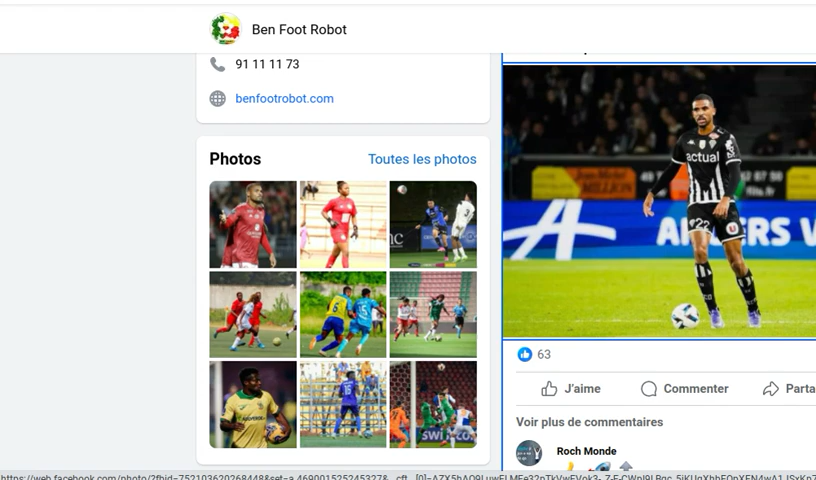 Ben Foot Robot
91 11 11 73
benfootrobot.com
Photos
Toutes les photos
actual
22
63
J'aime
Commenter
Voir plus de commentaires
Roch Monde